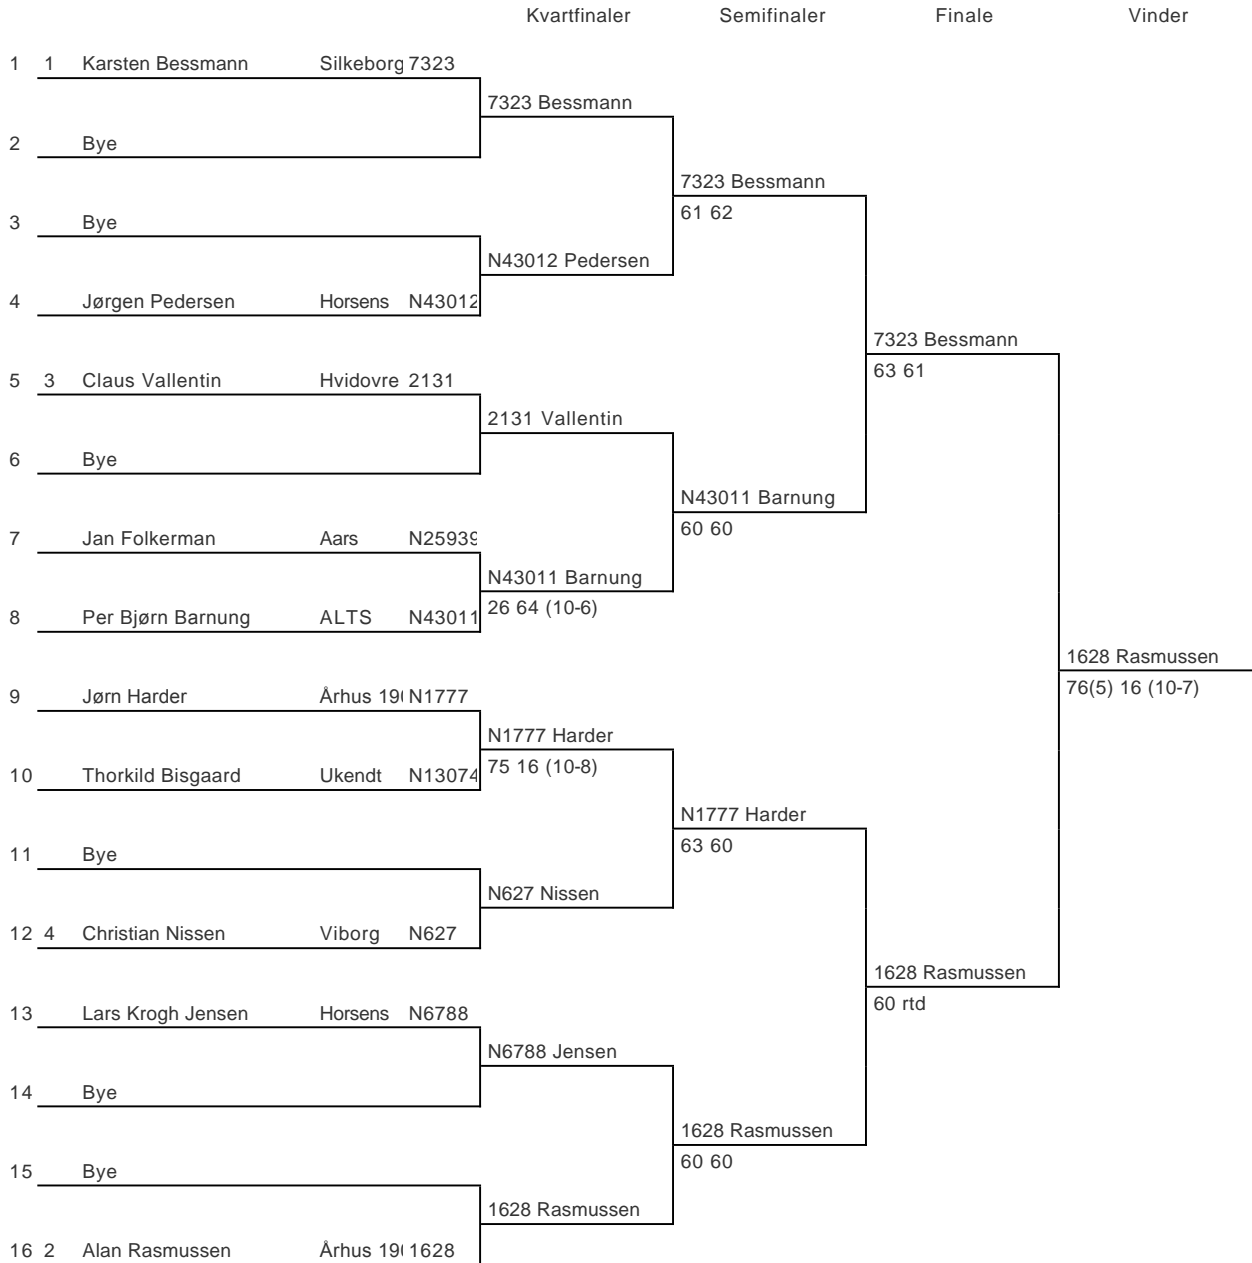 Kvartfinaler Semifinaler Finale Vinder
1 1 Karsten Bessmann Silkeborg 7323
7323 Bessmann
2 Bye
7323 Bessmann
61 62
3 Bye
N43012 Pedersen
4 Jørgen Pedersen Horsens N43012
7323 Bessmann
63 61
5 3 Claus Vallentin Hvidovre 2131
2131 Vallentin
6 Bye
N43011 Barnung
60 60
7 Jan Folkerman Aars N25939
N43011 Barnung
26 64 (10-6)
8 Per Bjørn Barnung ALTS N43011
1628 Rasmussen
76(5) 16 (10-7)
9 Jørn Harder Århus 190 N1777
N1777 Harder
75 16 (10-8)
10 Thorkild Bisgaard Ukendt N13074
N1777 Harder
63 60
11 Bye
N627 Nissen
12 4 Christian Nissen Viborg N627
1628 Rasmussen
60 rtd
13 Lars Krogh Jensen Horsens N6788
N6788 Jensen
14 Bye
1628 Rasmussen
60 60
15 Bye
1628 Rasmussen
16 2 Alan Rasmussen Århus 190 1628